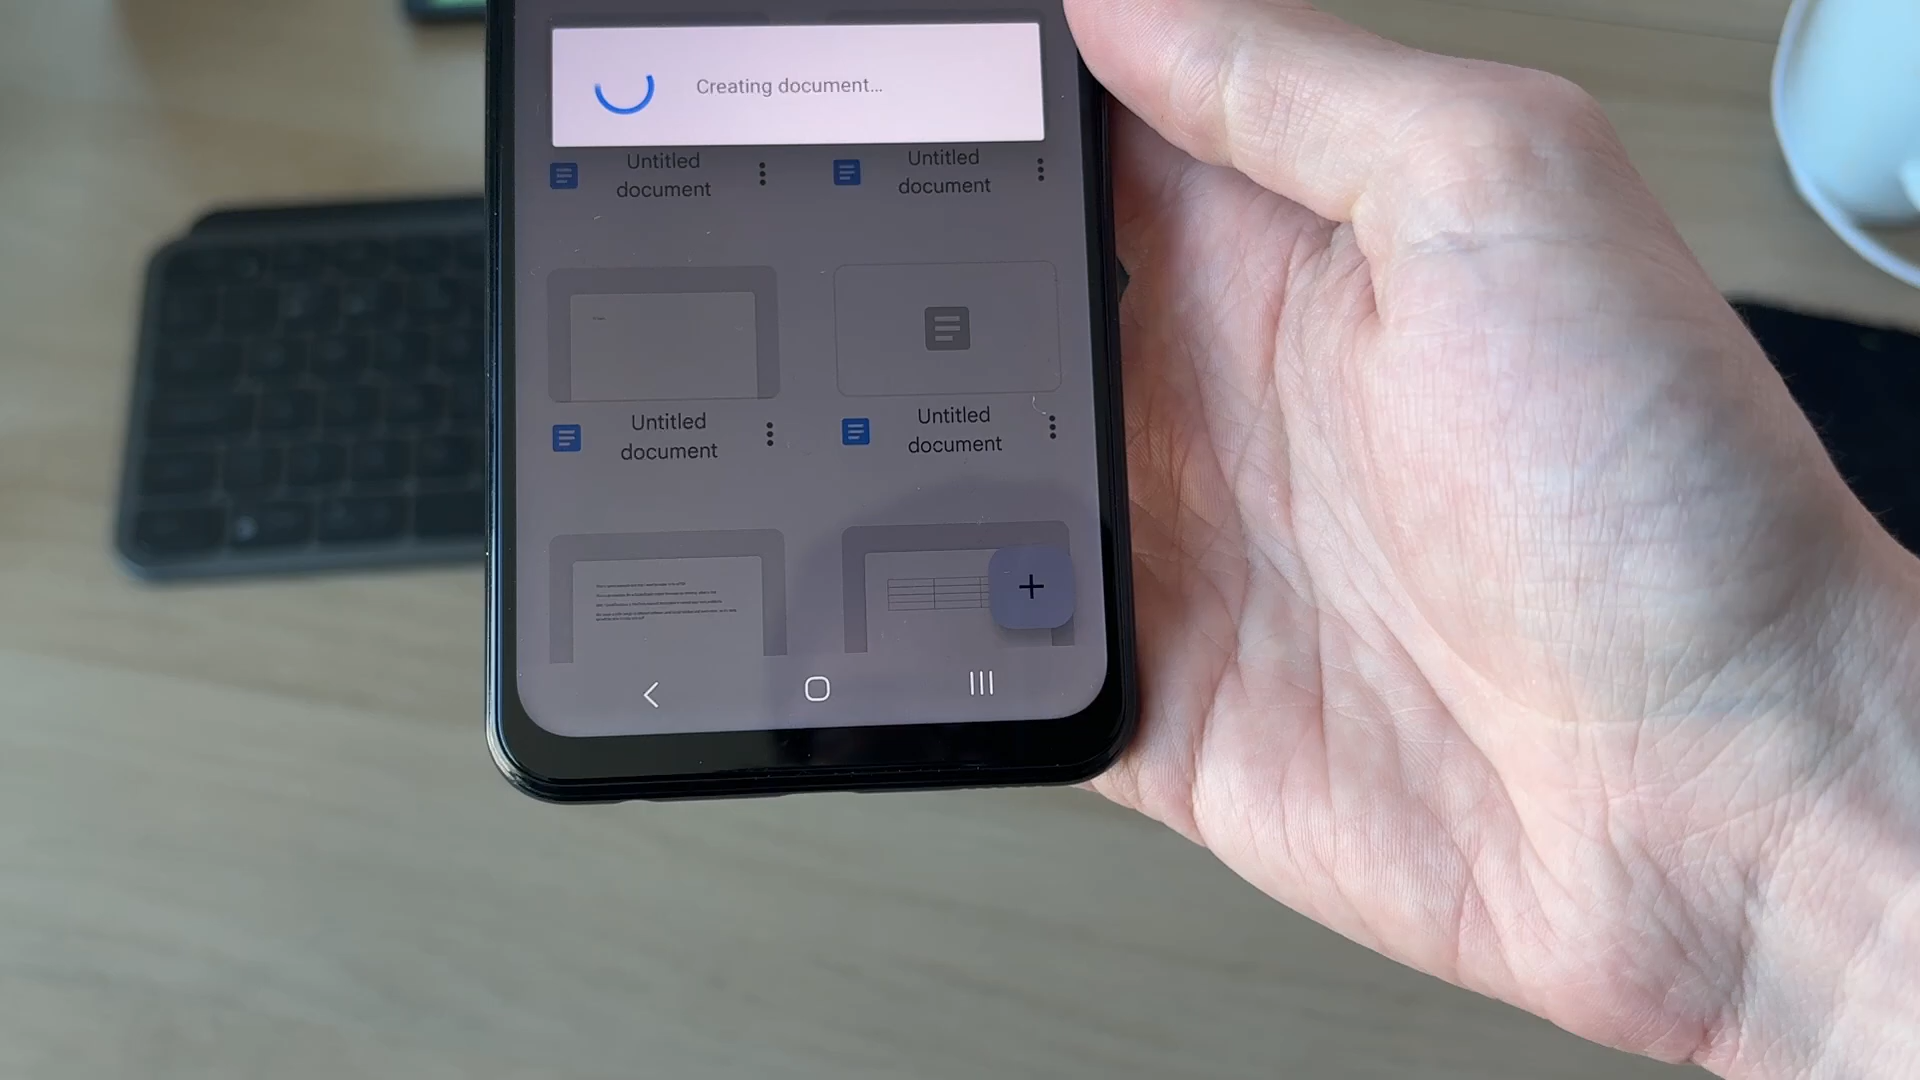 Creating document...
Untitled
document
Untitled
document
Untitled
document
Untitled
document